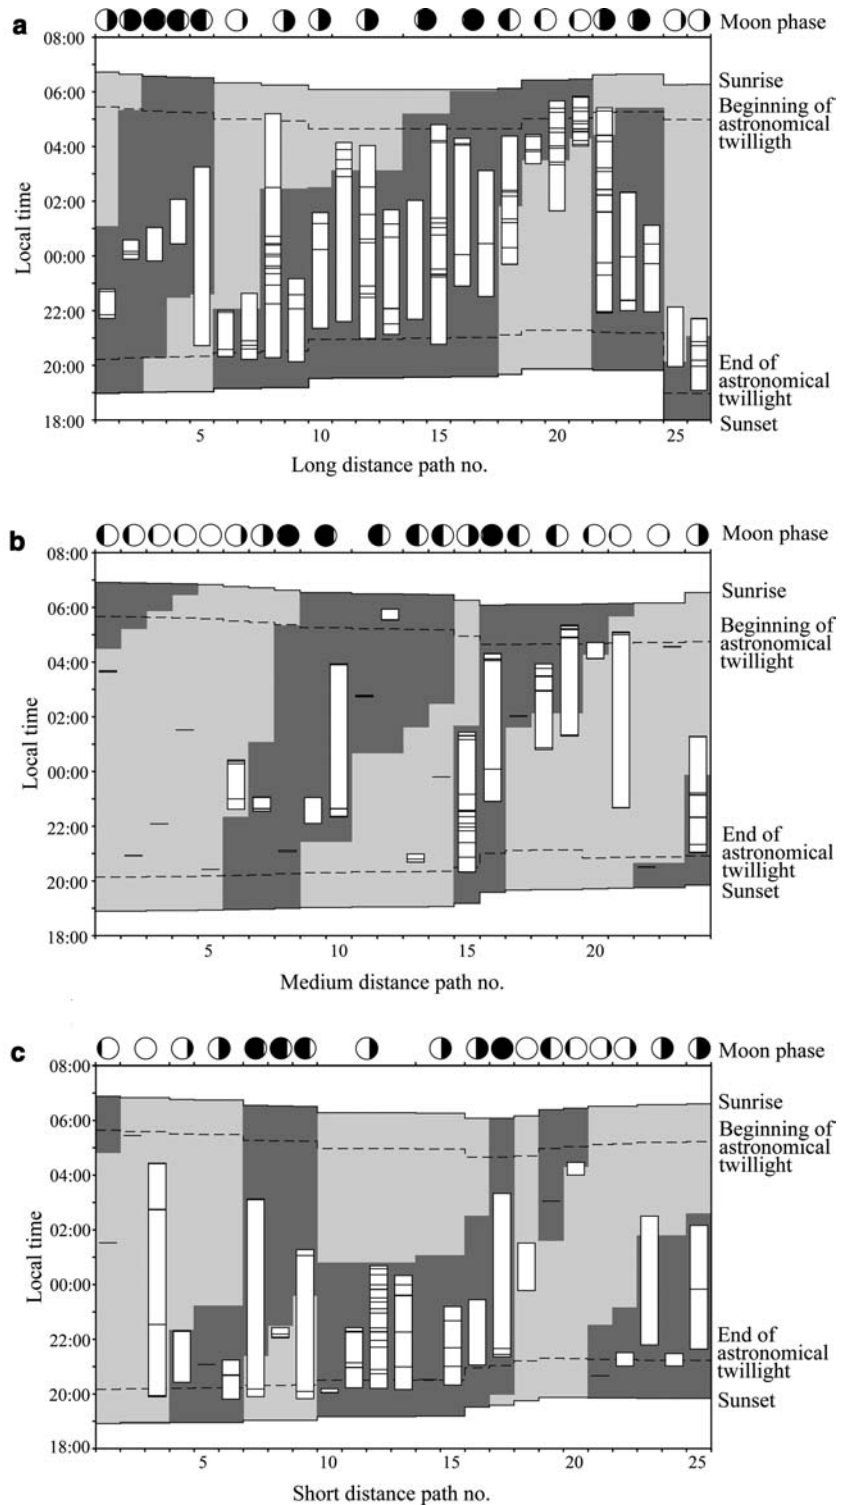 a
Moon phase
08:00
Sunrise
06:00
Beginning of
astronomical
twilligth
04:00
02:00
Local time
00:00
22:00
20:00
End of
astronomical
twillight
18:00
Sunset
5 10 15 20 25
Long distance path no.
b
Moon phase
08:00
Sunrise
06:00
Beginning of
astronomical
twillight
04:00
02:00
Local time
00:00
22:00
End of
astronomical
twillight
20:00
Sunset
18:00
5 10 15 20
Medium distance path no.
c
Moon phase
08:00
Sunrise
06:00
Beginning of
astronomical
twillight
04:00
02:00
Local time
00:00
22:00
End of
astronomical
twillight
20:00
Sunset
18:00
5 10 15 20 25
Short distance path no.